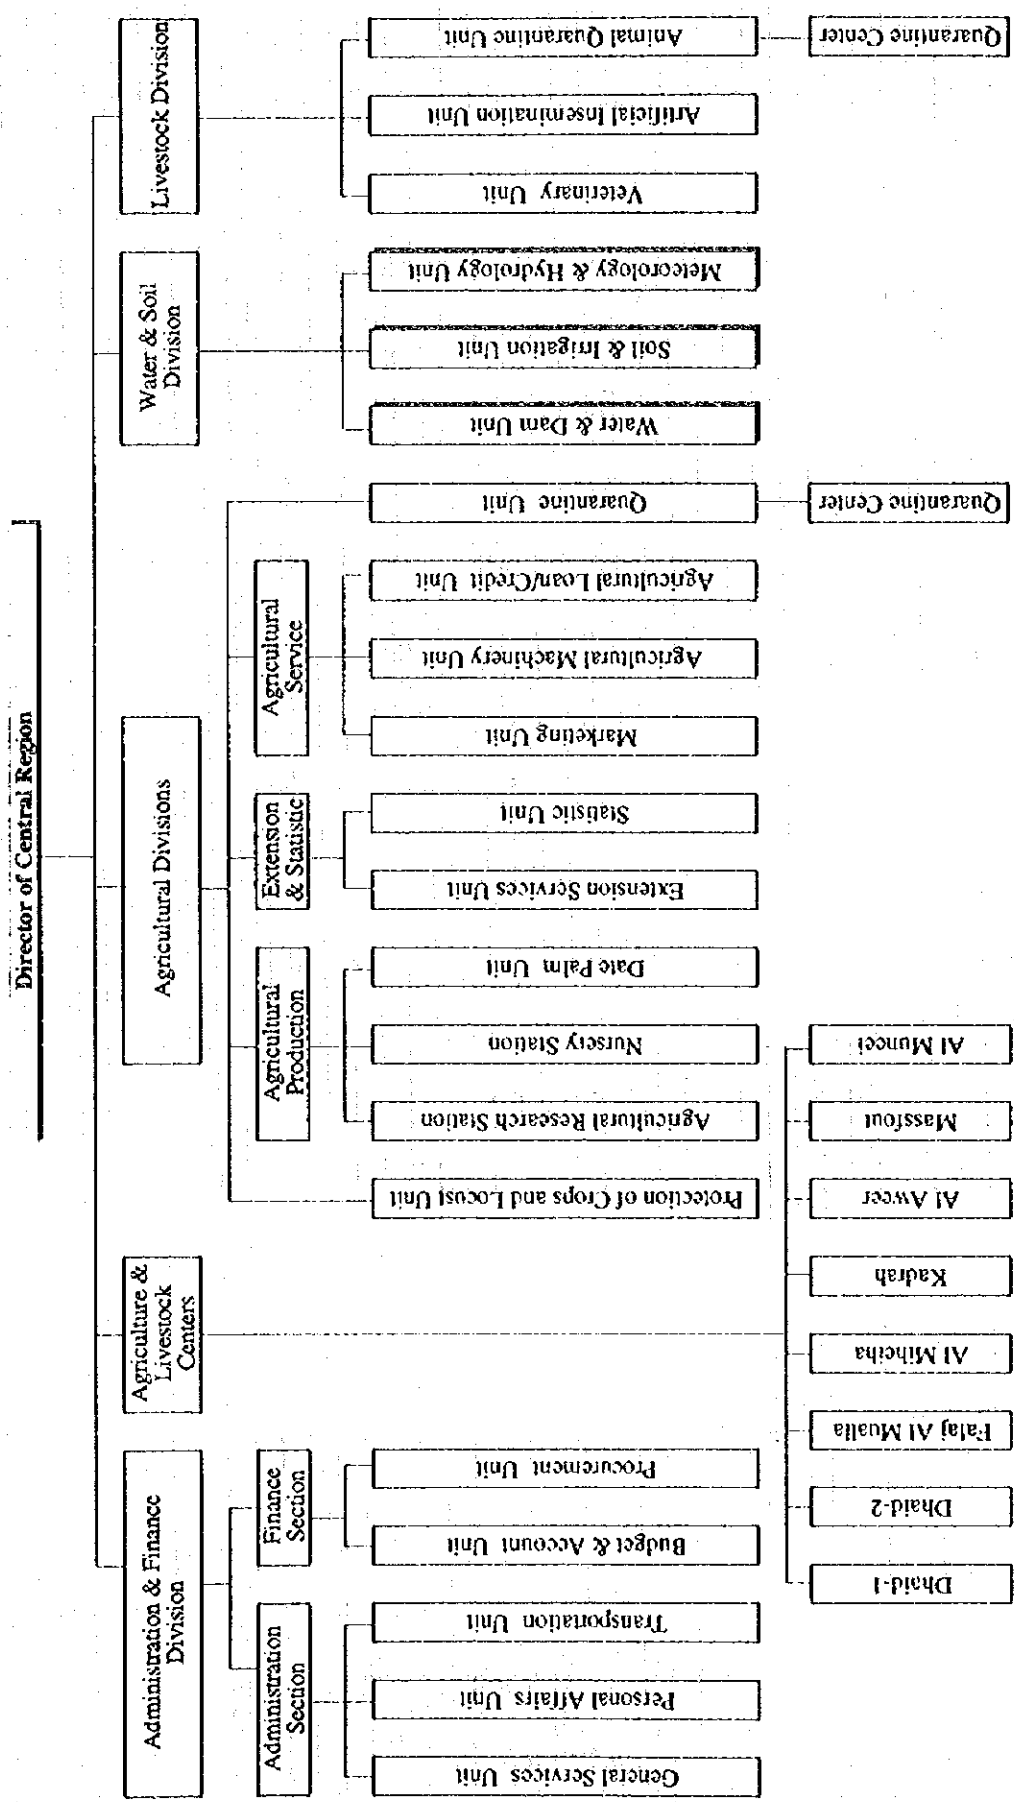 Director of Central Region
Administration & Finance
Division
Agriculture &
Livestock
Centers
Agricultural Divisions
Water & Soil
Division
Livestock Division
Administration
Section
Finance
Section
Agricultural
Production
Extension
& Statistic
Agricultural
Service
General Services Unit
Personal Affairs Unit
Transportation Unit
Budget & Account Unit
Procurement Unit
Protection of Crops and Locust Unit
Agricultural Research Station
Nursery Station
Date Palm Unit
Extension Services Unit
Statistic Unit
Marketing Unit
Agricultural Machinery Unit
Agricultural Loan/Credit Unit
Quarantine Unit
Water & Dam Unit
Soil & Irrigation Unit
Meteorology & Hydrology Unit
Veterinary Unit
Artificial Insemination Unit
Animal Quarantine Unit
Dhaid-1
Dhaid-2
Falaj Al Mualla
Al Miheiha
Kadrah
Al Aweer
Massfout
Al Muncei
Quarantine Center
Quarantine Center